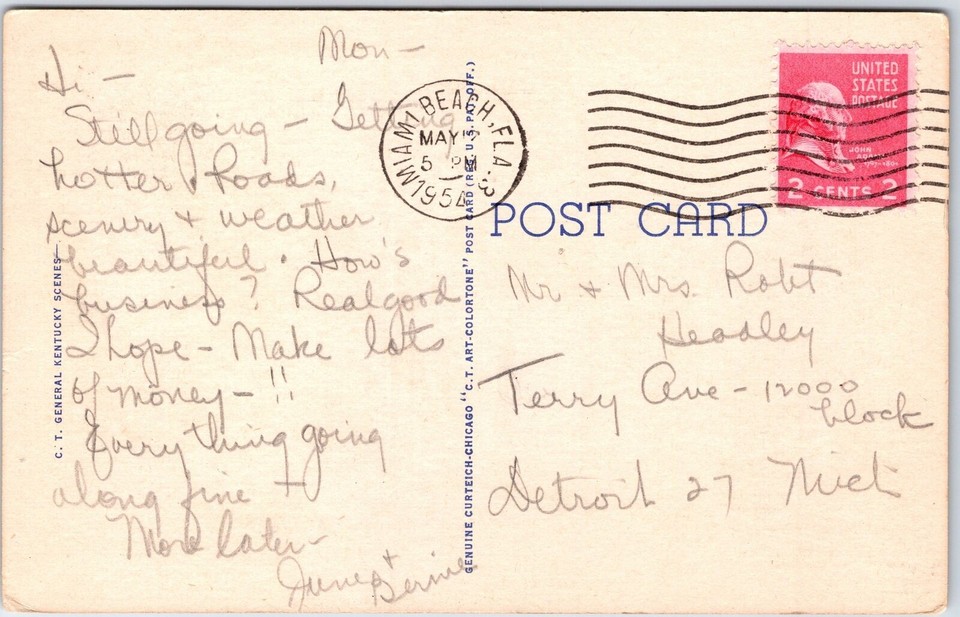 Mon-
Hi -
Still going - Getting
hotter. Roads,
scenery & weather
beautiful. How's
business? Real good
I hope - Make lots
of money - !!
Everything going
along fine +
More later -
June + Bernie
C. T. GENERAL KENTUCKY SCENES
GENUINE CURTEICH-CHICAGO "C. T. ART-COLORTONE" POST CARD (REG. U.S. PAT. OFF.)
MIAMI BEACH, FLA. 3
MAY
5 PM
1954
UNITED
STATES
POSTAGE
JOHN
ADAMS
2 CENTS 2
POST CARD
Mr + Mrs. Robt
Headley
Terry Ave - 12000
block
Detroit 27 Mich